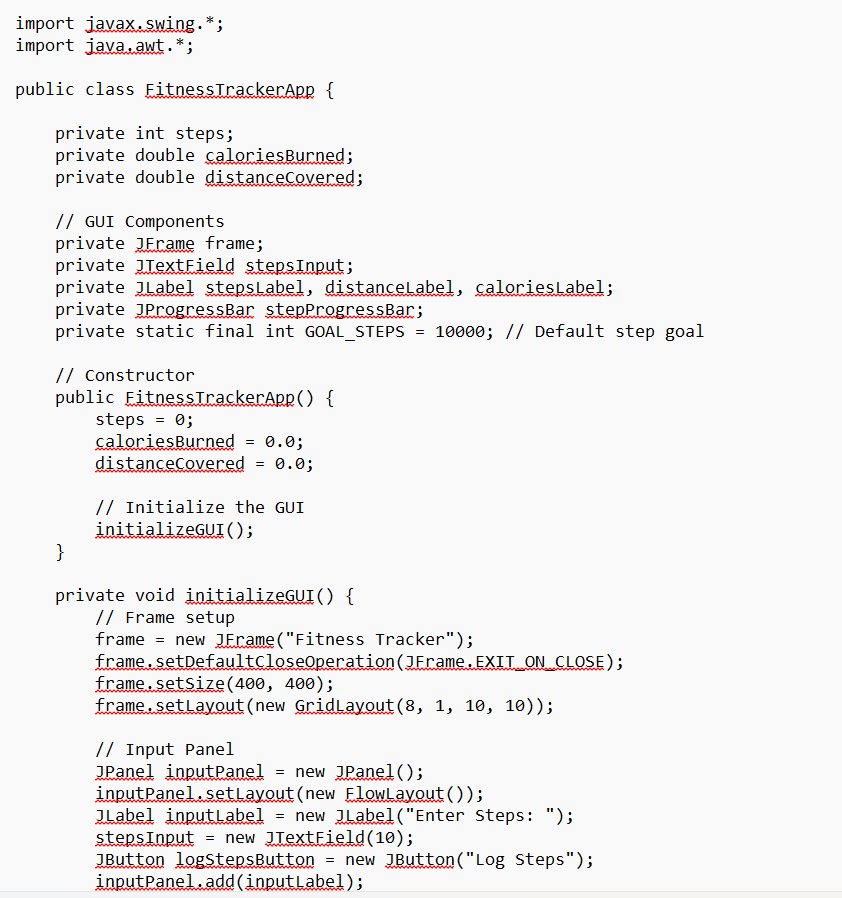 import javax.swing.*;
import java.awt.*;

public class FitnessTrackerApp {

    private int steps;
    private double caloriesBurned;
    private double distanceCovered;

    // GUI Components
    private JFrame frame;
    private JTextField stepsInput;
    private JLabel stepsLabel, distanceLabel, caloriesLabel;
    private JProgressBar stepProgressBar;
    private static final int GOAL_STEPS = 10000; // Default step goal

    // Constructor
    public FitnessTrackerApp() {
        steps = 0;
        caloriesBurned = 0.0;
        distanceCovered = 0.0;

        // Initialize the GUI
        initializeGUI();
    }

    private void initializeGUI() {
        // Frame setup
        frame = new JFrame("Fitness Tracker");
        frame.setDefaultCloseOperation(JFrame.EXIT_ON_CLOSE);
        frame.setSize(400, 400);
        frame.setLayout(new GridLayout(8, 1, 10, 10));

        // Input Panel
        JPanel inputPanel = new JPanel();
        inputPanel.setLayout(new FlowLayout());
        JLabel inputLabel = new JLabel("Enter Steps: ");
        stepsInput = new JTextField(10);
        JButton logStepsButton = new JButton("Log Steps");
        inputPanel.add(inputLabel);